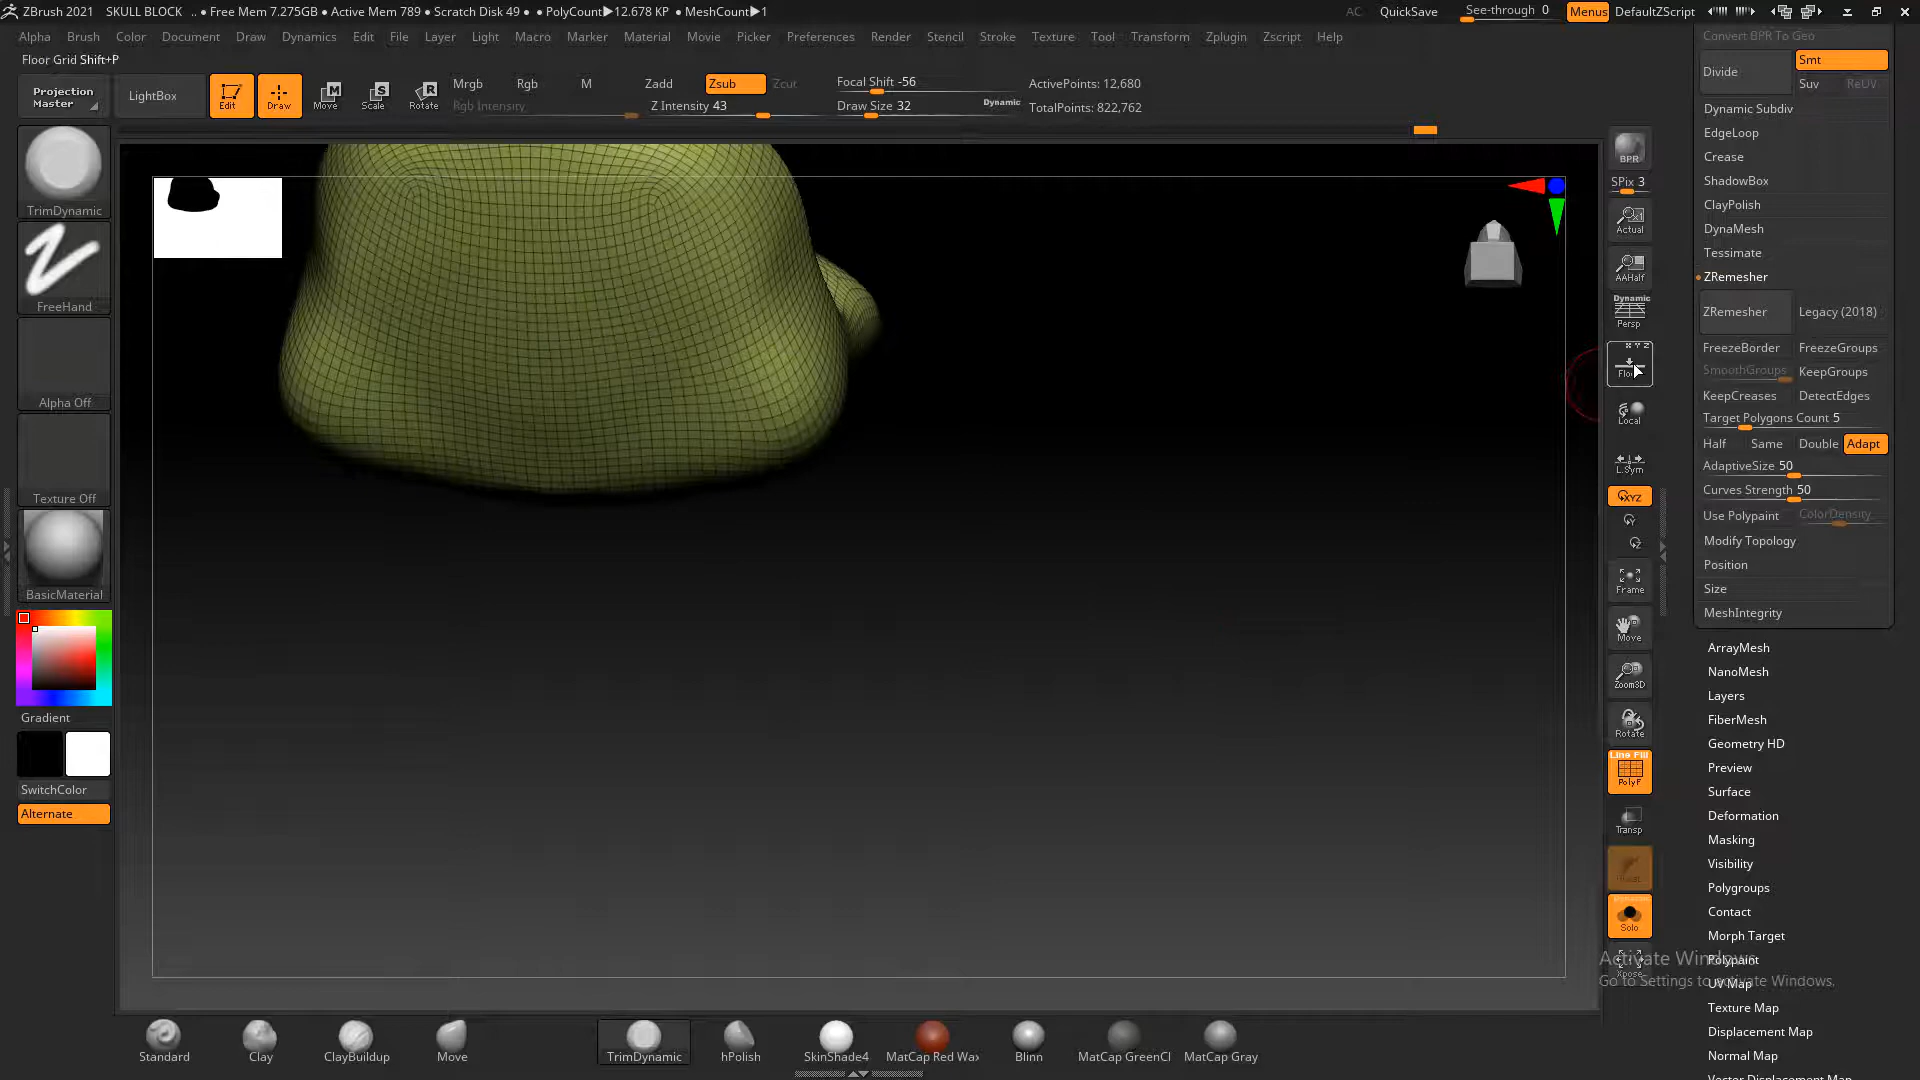 ZBrush 2021 SKULL BLOCK .. ● Free Mem 7.275GB ● Active Mem 789 ● Scratch Disk 49 ● ● PolyCount▶12.678 KP ● MeshCount▶1 AC QuickSave See-through 0 Menus DefaultZScript
Alpha Brush Color Document Draw Dynamics Edit File Layer Light Macro Marker Material Movie Picker Preferences Render Stencil Stroke Texture Tool Transform Zplugin Zscript Help
Floor Grid Shift+P
Projection Master
LightBox
Edit
Draw
Move
Scale
Rotate
Mrgb Rgb M Zadd Zsub Zcut
Rgb Intensity Z Intensity 43
Focal Shift -56
Draw Size 32 Dynamic
ActivePoints: 12,680
TotalPoints: 822,762
TrimDynamic
FreeHand
Alpha Off
Texture Off
BasicMaterial
Gradient
SwitchColor
Alternate
BPR
SPix 3
Actual
AAHalf
Dynamic
Persp
Local
L.Sym
XYZ
Frame
Move
Zoom3D
Rotate
Line Fill
PolyF
Transp
Solo
Xpose
Convert BPR To Geo
Divide Smt
Suv ReUV
Dynamic Subdiv
EdgeLoop
Crease
ShadowBox
ClayPolish
DynaMesh
Tessimate
ZRemesher
ZRemesher Legacy (2018)
FreezeBorder FreezeGroups
SmoothGroups KeepGroups
KeepCreases DetectEdges
Target Polygons Count 5
Half Same Double Adapt
AdaptiveSize 50
Curves Strength 50
Use Polypaint ColorDensity
Modify Topology
Position
Size
MeshIntegrity
ArrayMesh
NanoMesh
Layers
FiberMesh
Geometry HD
Preview
Surface
Deformation
Masking
Visibility
Polygroups
Contact
Morph Target
Polypaint
UV Map
Texture Map
Displacement Map
Normal Map
Vector Displacement Map
Activate Windows
Go to Settings to activate Windows.
Standard Clay ClayBuildup Move TrimDynamic hPolish SkinShade4 MatCap Red Wax Blinn MatCap GreenCl MatCap Gray